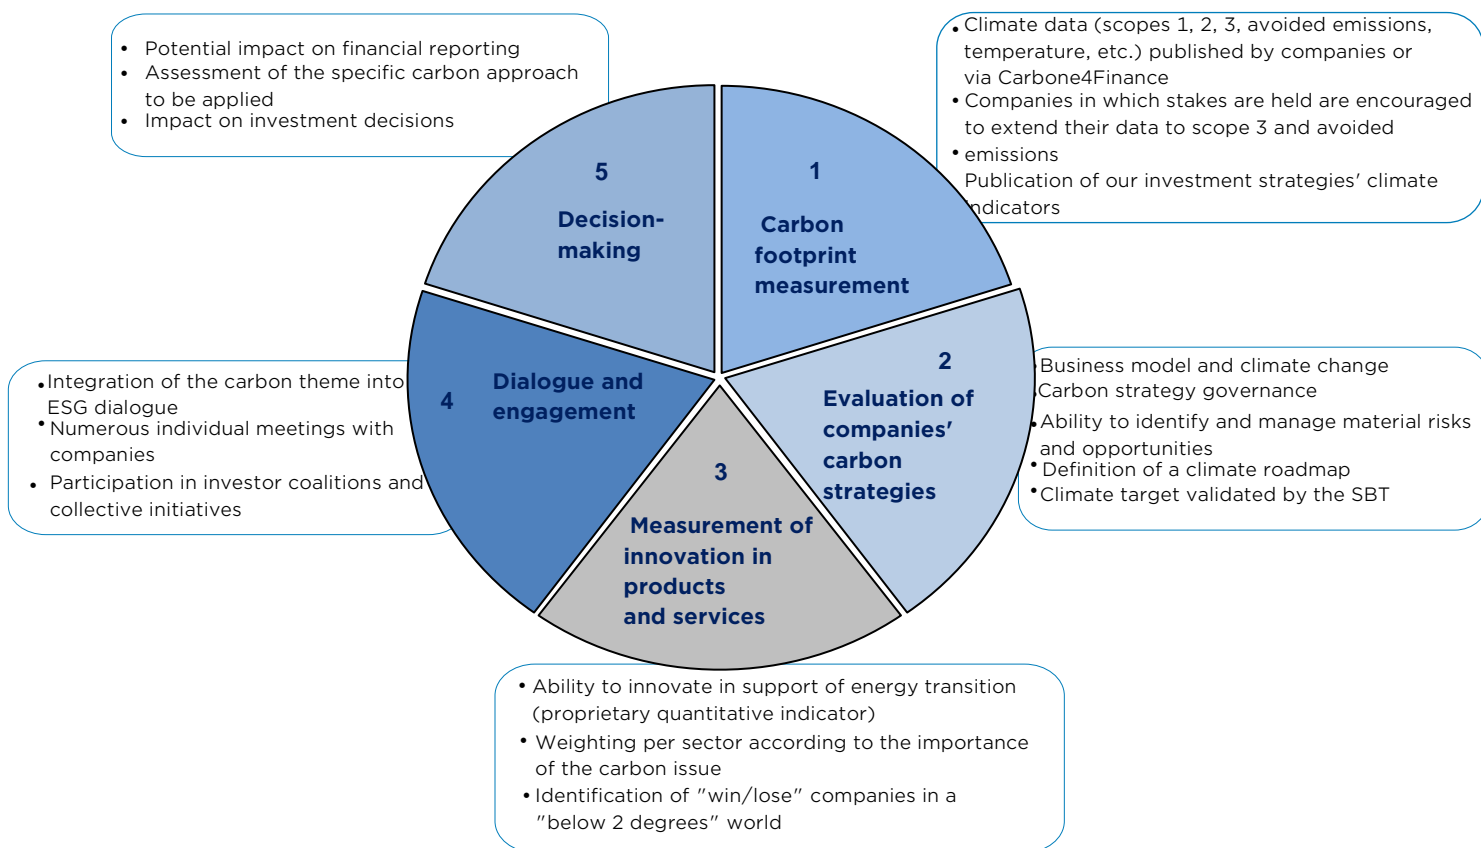 • Climate data (scopes 1, 2, 3, avoided emissions,
temperature, etc.) published by companies or
via Carbone4Finance
• Companies in which stakes are held are encouraged
to extend their data to scope 3 and avoided
• emissions
Publication of our investment strategies' climate
indicators
1
Carbon
footprint
measurement
2
Evaluation of
companies'
carbon
strategies
• Business model and climate change
• Carbon strategy governance
• Ability to identify and manage material risks
and opportunities
• Definition of a climate roadmap
• Climate target validated by the SBT
3
Measurement of
innovation in
products
and services
• Ability to innovate in support of energy transition
(proprietary quantitative indicator)
• Weighting per sector according to the importance
of the carbon issue
• Identification of "win/lose" companies in a
"below 2 degrees" world
4
Dialogue and
engagement
• Integration of the carbon theme into
ESG dialogue
• Numerous individual meetings with
companies
• Participation in investor coalitions and
collective initiatives
5
Decision-
making
• Potential impact on financial reporting
• Assessment of the specific carbon approach
to be applied
• Impact on investment decisions